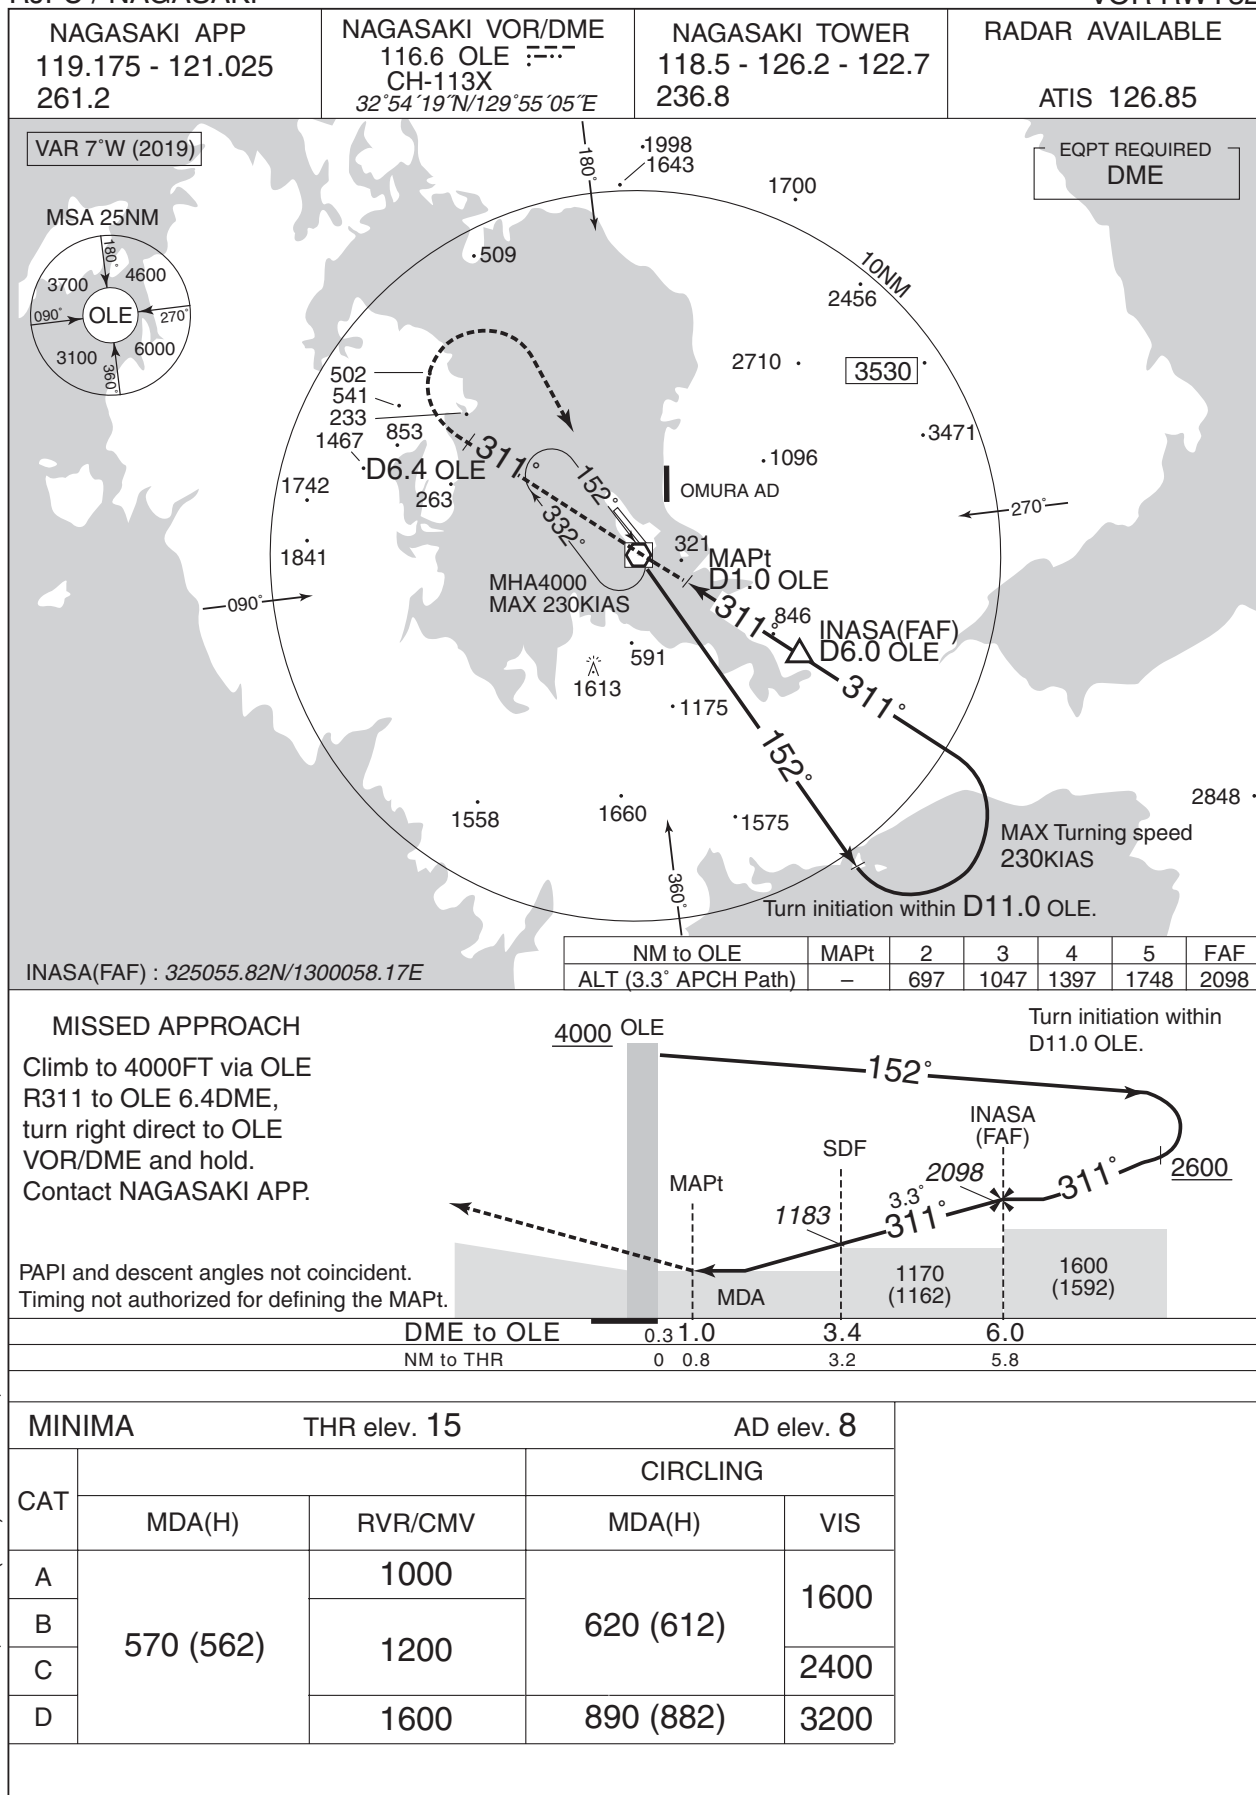 NAGASAKI APP
119.175 - 121.025
261.2
NAGASAKI VOR/DME
116.6 OLE
CH-113X
32°54´19˝N/129°55´05˝E
NAGASAKI TOWER
118.5 - 126.2 - 122.7
236.8
RADAR AVAILABLE
ATIS 126.85
VAR 7°W (2019)
EQPT REQUIRED
DME
MSA 25NM
180°
3700
4600
090°
OLE
270°
3100
6000
360°
180°
1998
1643
1700
509
10NM
2456
2710
3530
502
541
233
1467
853
3471
1096
D6.4 OLE
311°
152°
332°
263
1742
OMURA AD
270°
1841
321
MAPt
D1.0 OLE
MHA4000
MAX 230KIAS
090°
311°
846
INASA(FAF)
D6.0 OLE
591
1613
311°
1175
152°
1558
1660
1575
2848
MAX Turning speed
230KIAS
360°
Turn initiation within D11.0 OLE.
INASA(FAF) : 325055.82N/1300058.17E
NM to OLE MAPt 2 3 4 5 FAF
ALT (3.3° APCH Path) – 697 1047 1397 1748 2098
MISSED APPROACH
Climb to 4000FT via OLE
R311 to OLE 6.4DME,
turn right direct to OLE
VOR/DME and hold.
Contact NAGASAKI APP.
PAPI and descent angles not coincident.
Timing not authorized for defining the MAPt.
4000 OLE
Turn initiation within
D11.0 OLE.
152°
INASA
(FAF)
SDF
2098
2600
MAPt
311°
3.3°
1183
311°
MDA
1170
(1162)
1600
(1592)
DME to OLE 0.3 1.0 3.4 6.0
NM to THR 0 0.8 3.2 5.8
MINIMA THR elev. 15 AD elev. 8
CAT
CIRCLING
MDA(H) RVR/CMV MDA(H) VIS
A 1000
1600
B
570 (562) 1200 620 (612)
C 2400
D 1600 890 (882) 3200